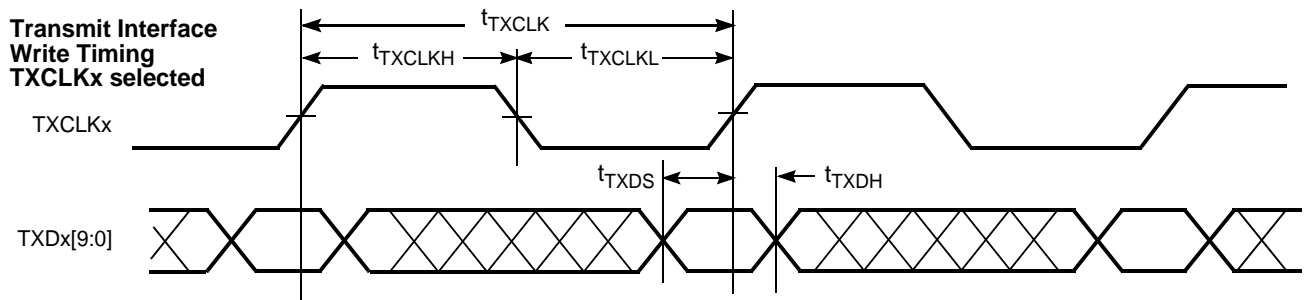 Transmit Interface
Write Timing
TXCLKx selected
tTXCLK
tTXCLKH
tTXCLKL
TXCLKx
tTXDS
tTXDH
TXDx[9:0]